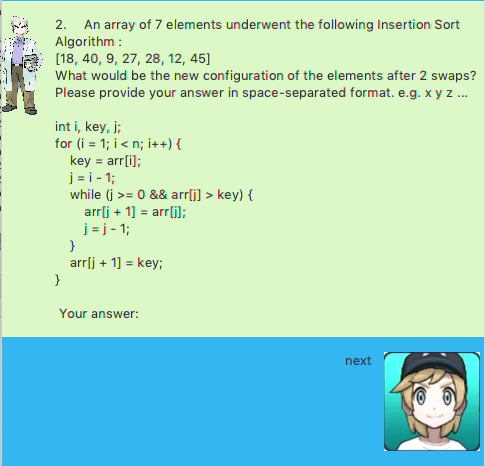 2. An array of 7 elements underwent the following Insertion Sort
Algorithm :
[18, 40, 9, 27, 28, 12, 45]
What would be the new configuration of the elements after 2 swaps?
Please provide your answer in space-separated format. e.g. x y z ...
int i, key, j;
for (i = 1; i < n; i++) {
key = arr[i];
j = i - 1;
while (j >= 0 && arr[j] > key) {
arr[j + 1] = arr[j];
j = j - 1;
}
arr[j + 1] = key;
}
Your answer:
next